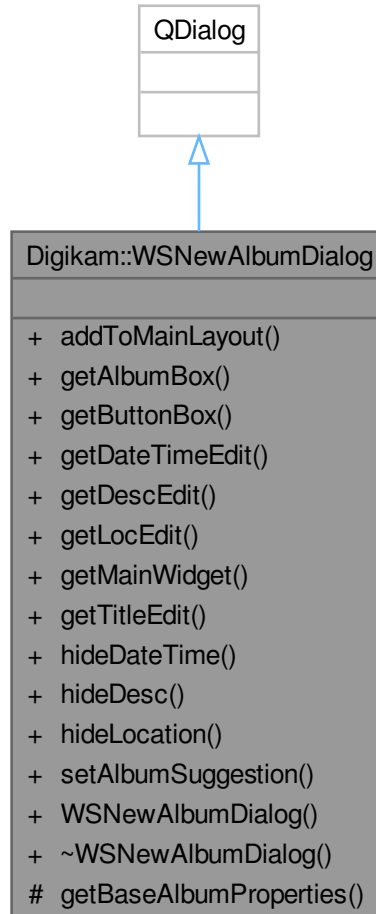 QDialog
Digikam::WSNewAlbumDialog
+ addToMainLayout()
+ getAlbumBox()
+ getButtonBox()
+ getDateTimeEdit()
+ getDescEdit()
+ getLocEdit()
+ getMainWidget()
+ getTitleEdit()
+ hideDateTime()
+ hideDesc()
+ hideLocation()
+ setAlbumSuggestion()
+ WSNewAlbumDialog()
+ ~WSNewAlbumDialog()
# getBaseAlbumProperties()